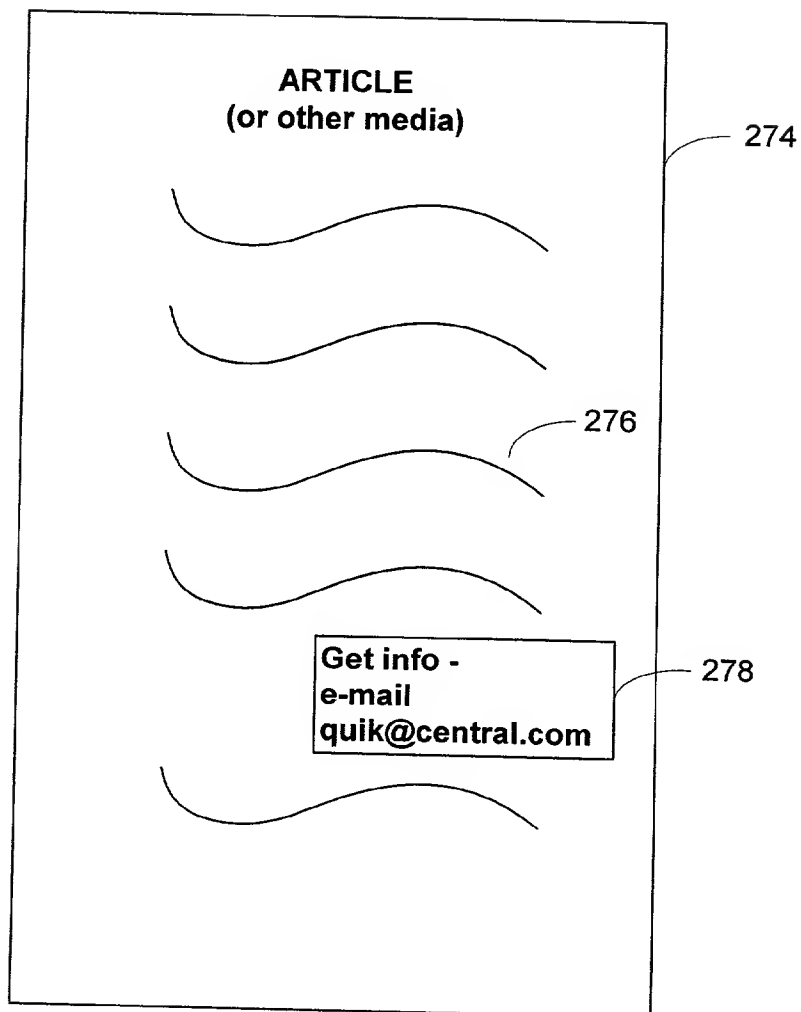 ARTICLE
(or other media)
274
276
Get info -
e-mail
quik@central.com
278